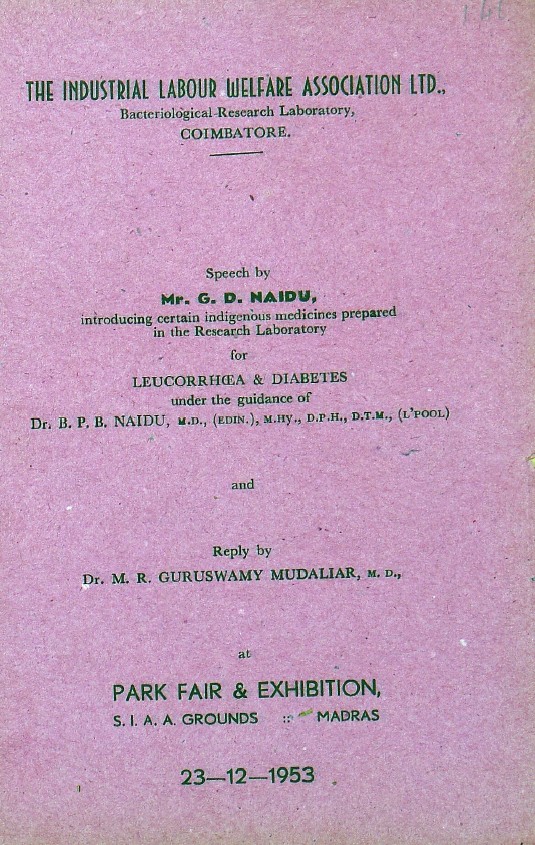 THE INDUSTRIAL LABOUR WELFARE ASSOCIATION LTD.,
Bacteriological Research Laboratory,
COIMBATORE.
Speech by
Mr. G. D. NAIDU,
introducing certain indigenous medicines prepared
in the Research Laboratory
for
LEUCORRHŒA & DIABETES
under the guidance of
Dr. B. P. B. NAIDU, M.D., (EDIN.), M.Hy., D.P.H., D.T.M., (L'POOL)
and
Reply by
Dr. M. R. GURUSWAMY MUDALIAR, M. D.,
at
PARK FAIR & EXHIBITION,
S. I. A. A. GROUNDS :: MADRAS
23—12—1953